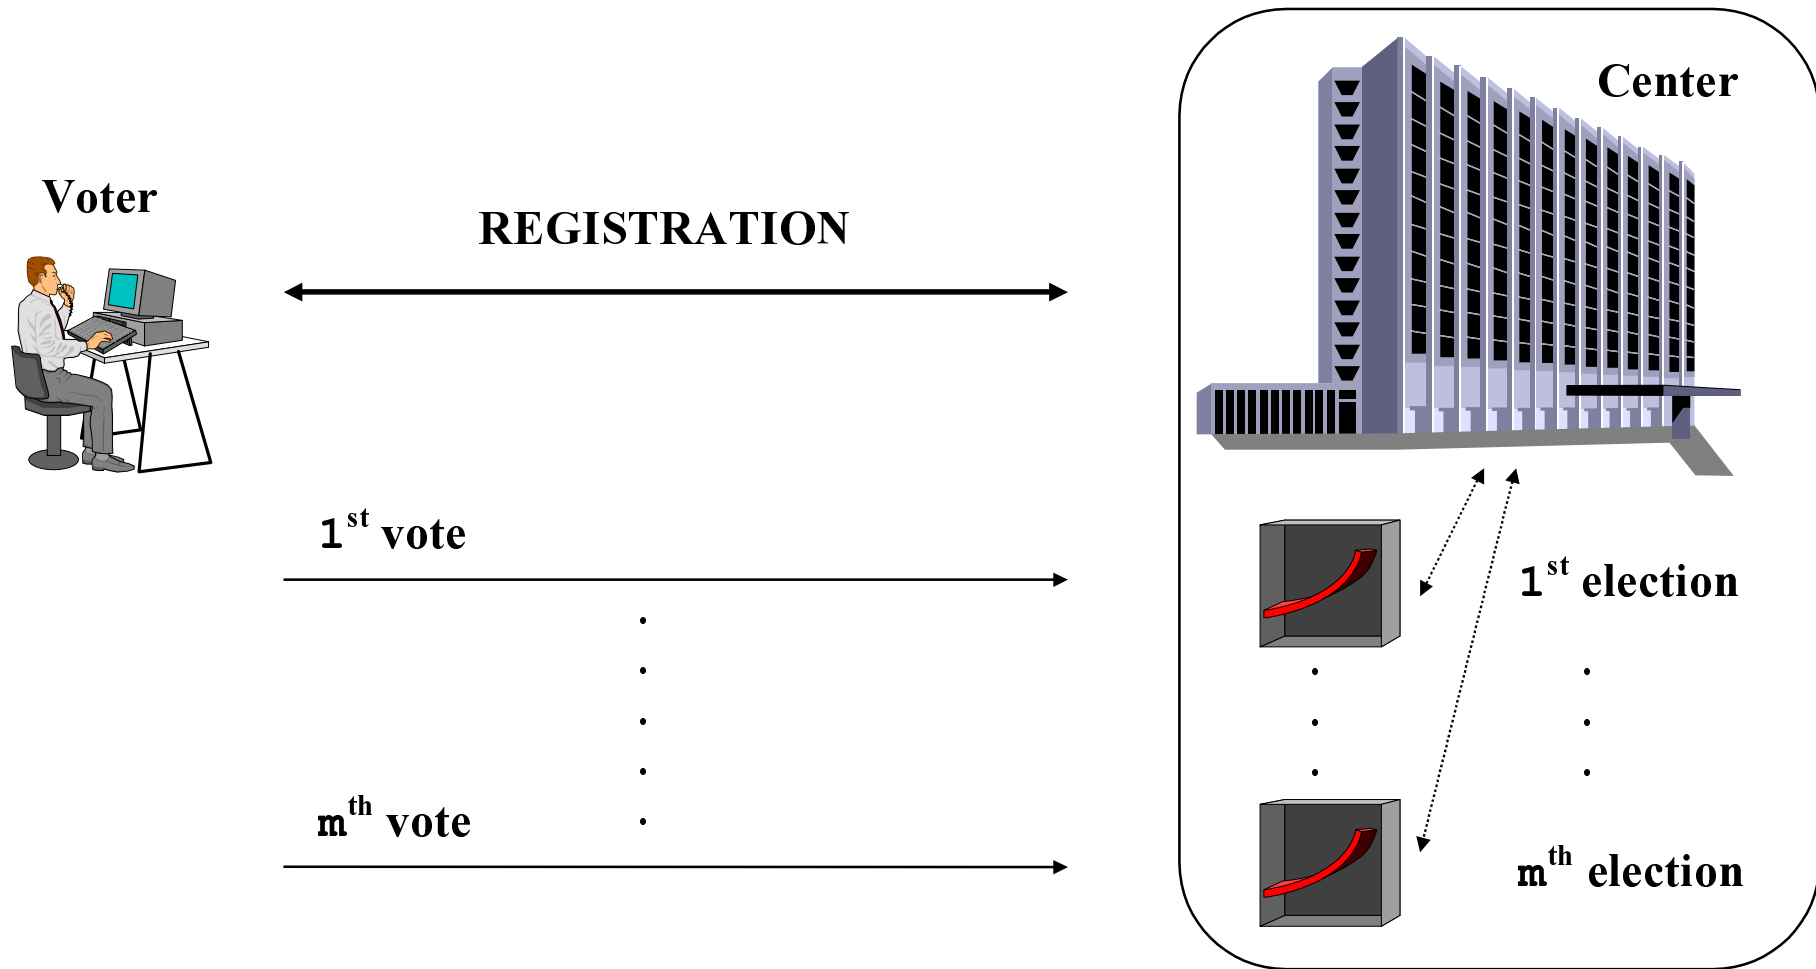 Center
Voter
REGISTRATION
1st vote
1st election
mth vote
mth election